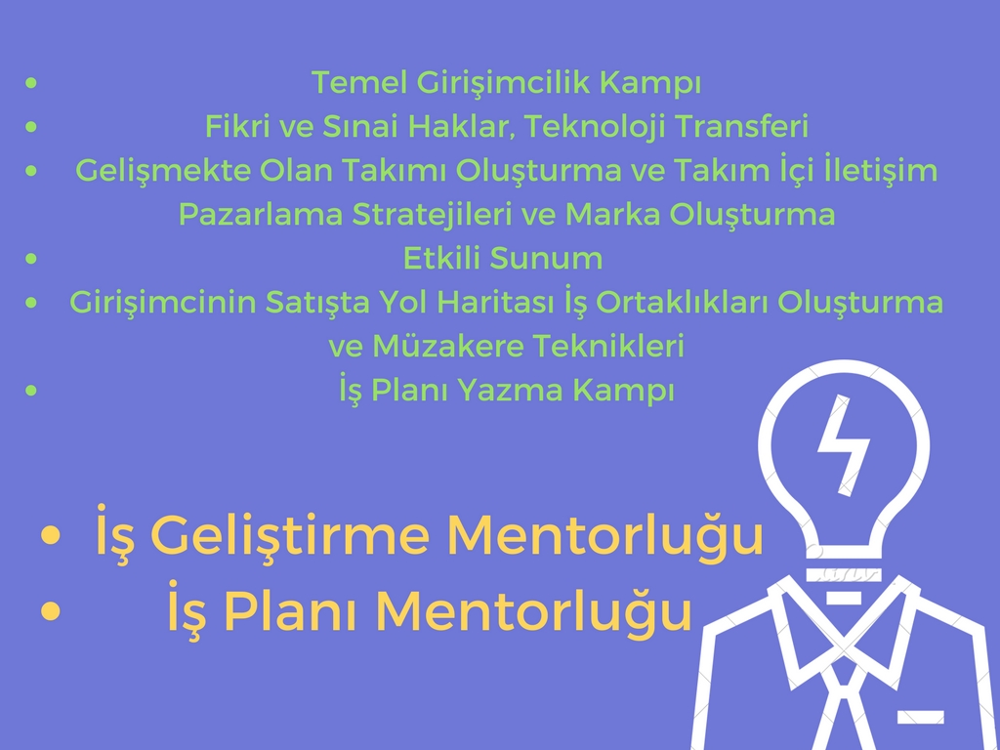 • Temel Girişimcilik Kampı
• Fikri ve Sınai Haklar, Teknoloji Transferi
• Gelişmekte Olan Takımı Oluşturma ve Takım İçi İletişim
Pazarlama Stratejileri ve Marka Oluşturma
• Etkili Sunum
• Girişimcinin Satışta Yol Haritası İş Ortaklıkları Oluşturma
ve Müzakere Teknikleri
• İş Planı Yazma Kampı
• İş Geliştirme Mentorluğu
• İş Planı Mentorluğu